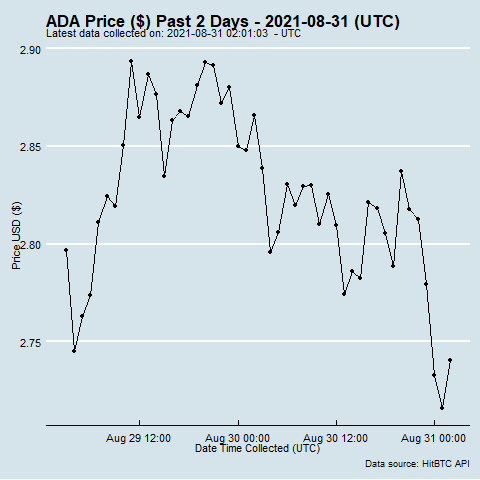 ADA Price ($) Past 2 Days - 2021-08-31 (UTC)
Latest data collected on: 2021-08-31 02:01:03 - UTC
2.90
2.85
2.80
2.75
Price USD ($)
Aug 29 12:00 Aug 30 00:00 Aug 30 12:00 Aug 31 00:00
Date Time Collected (UTC)
Data source: HitBTC API